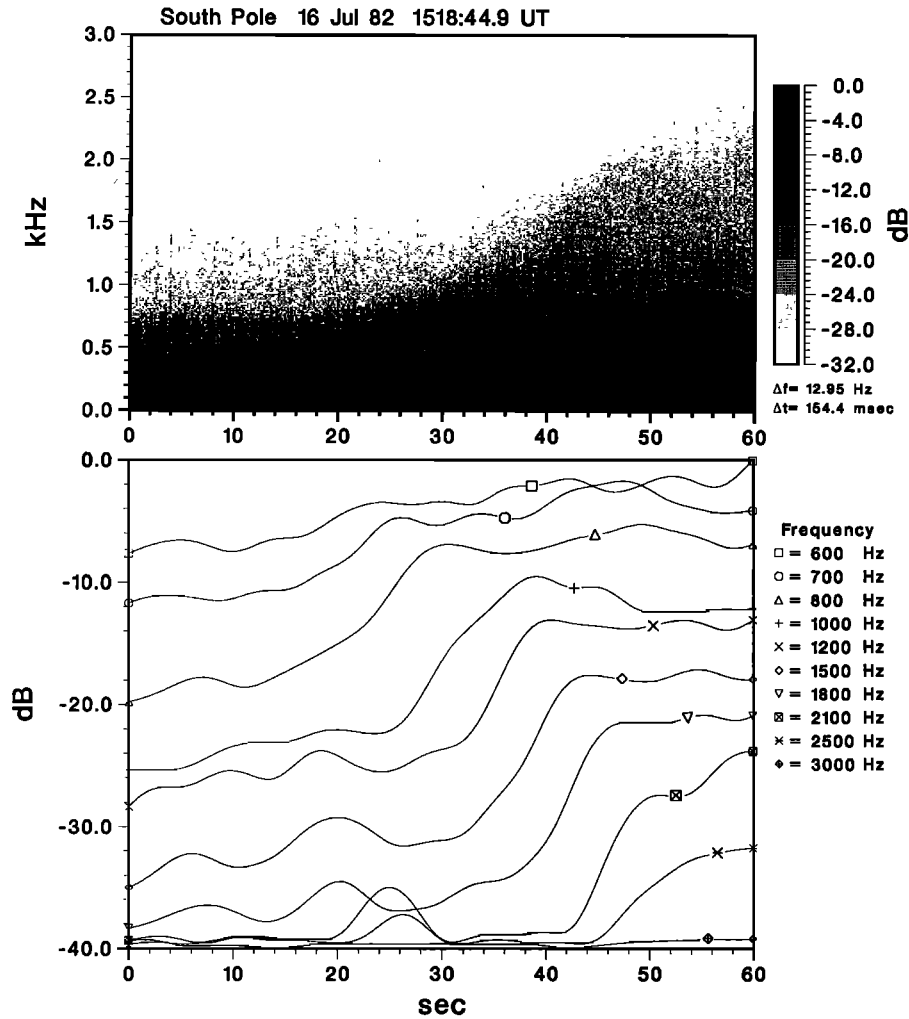 South Pole 16 Jul 82 1518:44.9 UT
3.0
2.5
2.0
1.5
1.0
0.5
0.0
kHz
0 10 20 30 40 50 60
0.0
-4.0
-8.0
-12.0
-16.0
-20.0
-24.0
-28.0
-32.0
dB
Δf= 12.95 Hz
Δt= 154.4 msec
0.0
-10.0
-20.0
-30.0
-40.0
dB
0 10 20 30 40 50 60
sec
Frequency
□ = 600 Hz
○ = 700 Hz
△ = 800 Hz
+ = 1000 Hz
× = 1200 Hz
◇ = 1500 Hz
▽ = 1800 Hz
⊠ = 2100 Hz
✳ = 2500 Hz
◈ = 3000 Hz